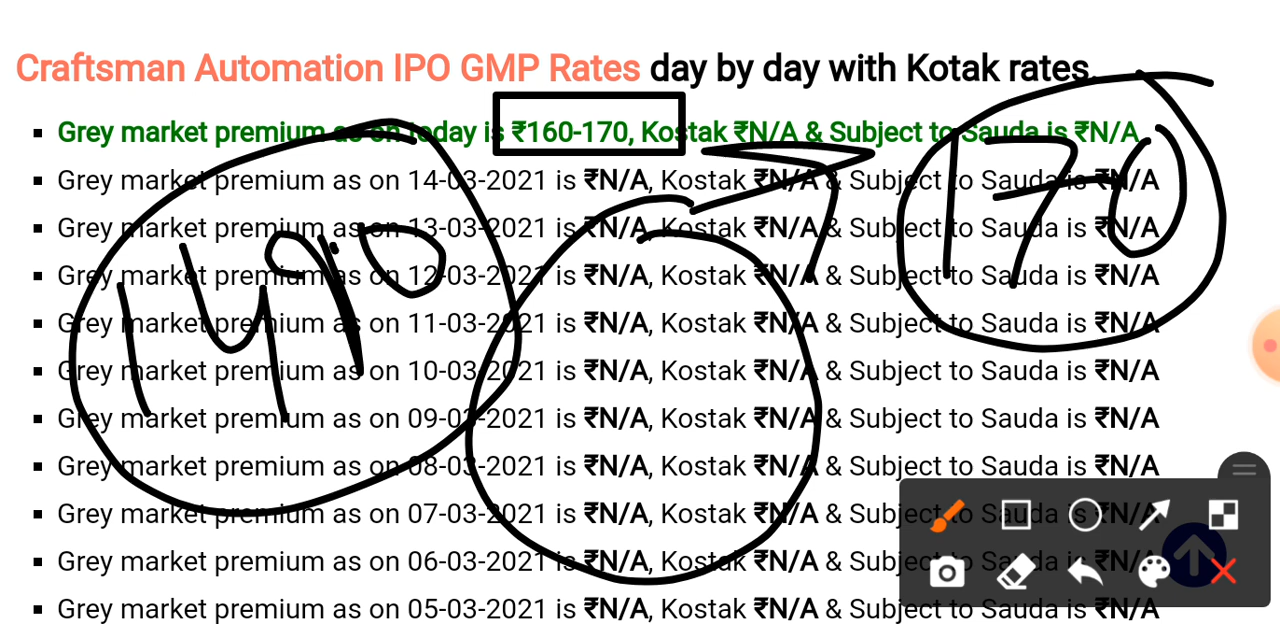 Craftsman Automation IPO GMP Rates day by day with Kotak rates.
Grey market premium as on today is ₹160-170, Kostak ₹N/A & Subject to Sauda is ₹N/A
Grey market premium as on 14-03-2021 is ₹N/A, Kostak ₹N/A & Subject to Sauda is ₹N/A
Grey market premium as on 13-03-2021 is ₹N/A, Kostak ₹N/A & Subject to Sauda is ₹N/A
Grey market premium as on 12-03-2021 is ₹N/A, Kostak ₹N/A & Subject to Sauda is ₹N/A
Grey market premium as on 11-03-2021 is ₹N/A, Kostak ₹N/A & Subject to Sauda is ₹N/A
Grey market premium as on 10-03-2021 is ₹N/A, Kostak ₹N/A & Subject to Sauda is ₹N/A
Grey market premium as on 09-03-2021 is ₹N/A, Kostak ₹N/A & Subject to Sauda is ₹N/A
Grey market premium as on 08-03-2021 is ₹N/A, Kostak ₹N/A & Subject to Sauda is ₹N/A
Grey market premium as on 07-03-2021 is ₹N/A, Kostak ₹N/A & Subject to Sauda is ₹N/A
Grey market premium as on 06-03-2021 is ₹N/A, Kostak ₹N/A & Subject to Sauda is ₹N/A
Grey market premium as on 05-03-2021 is ₹N/A, Kostak ₹N/A & Subject to Sauda is ₹N/A
1490
170